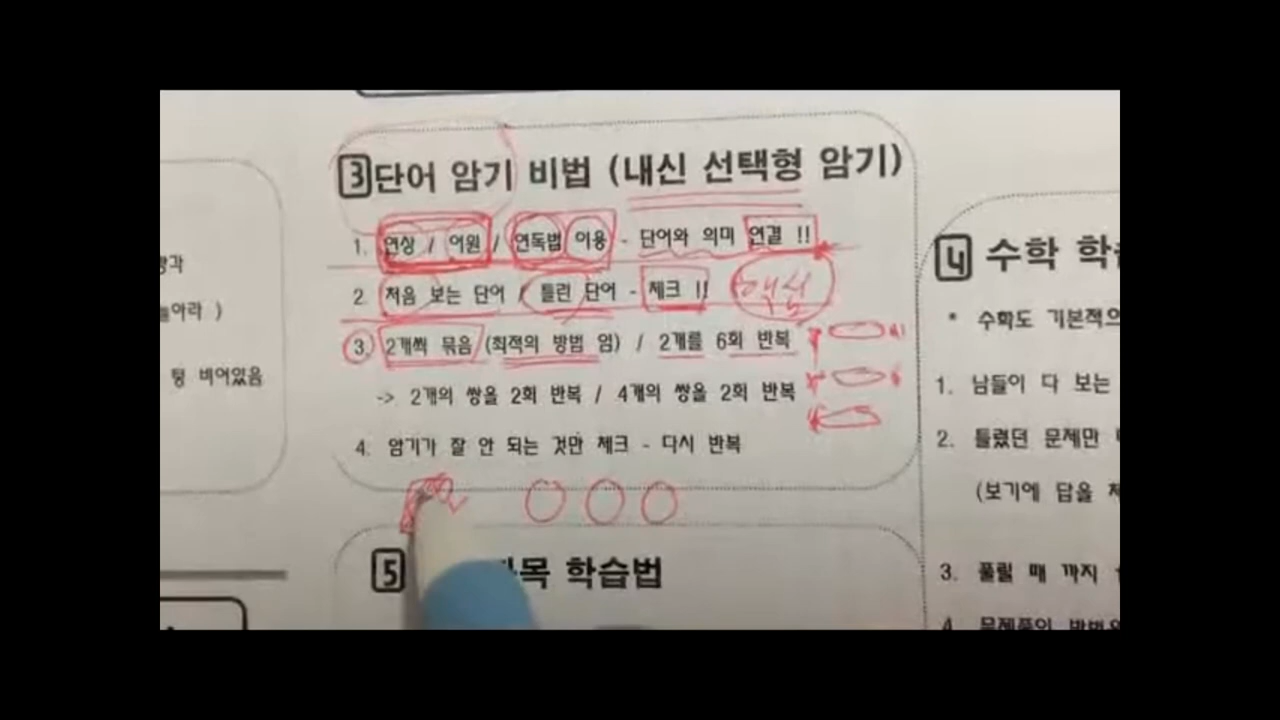 3 단어 암기 비법 (내신 선택형 암기)
1. 연상 / 어원 / 연독법 이용 - 단어와 의미 연결 !!
2. 처음 보는 단어 / 틀린 단어 - 체크 !! 핵심
3. 2개씩 묶음 (최적의 방법 임) / 2개를 6회 반복
-> 2개의 쌍을 2회 반복 / 4개의 쌍을 2회 반복
4. 암기가 잘 안 되는 것만 체크 - 다시 반복
5 학습법
아라 )
텅 비어있음
4 수학
* 수학도 기본적으
1. 남들이 다 보는
2. 틀렸던 문제만
(보기에 답을
3. 풀릴 때 까지
4.